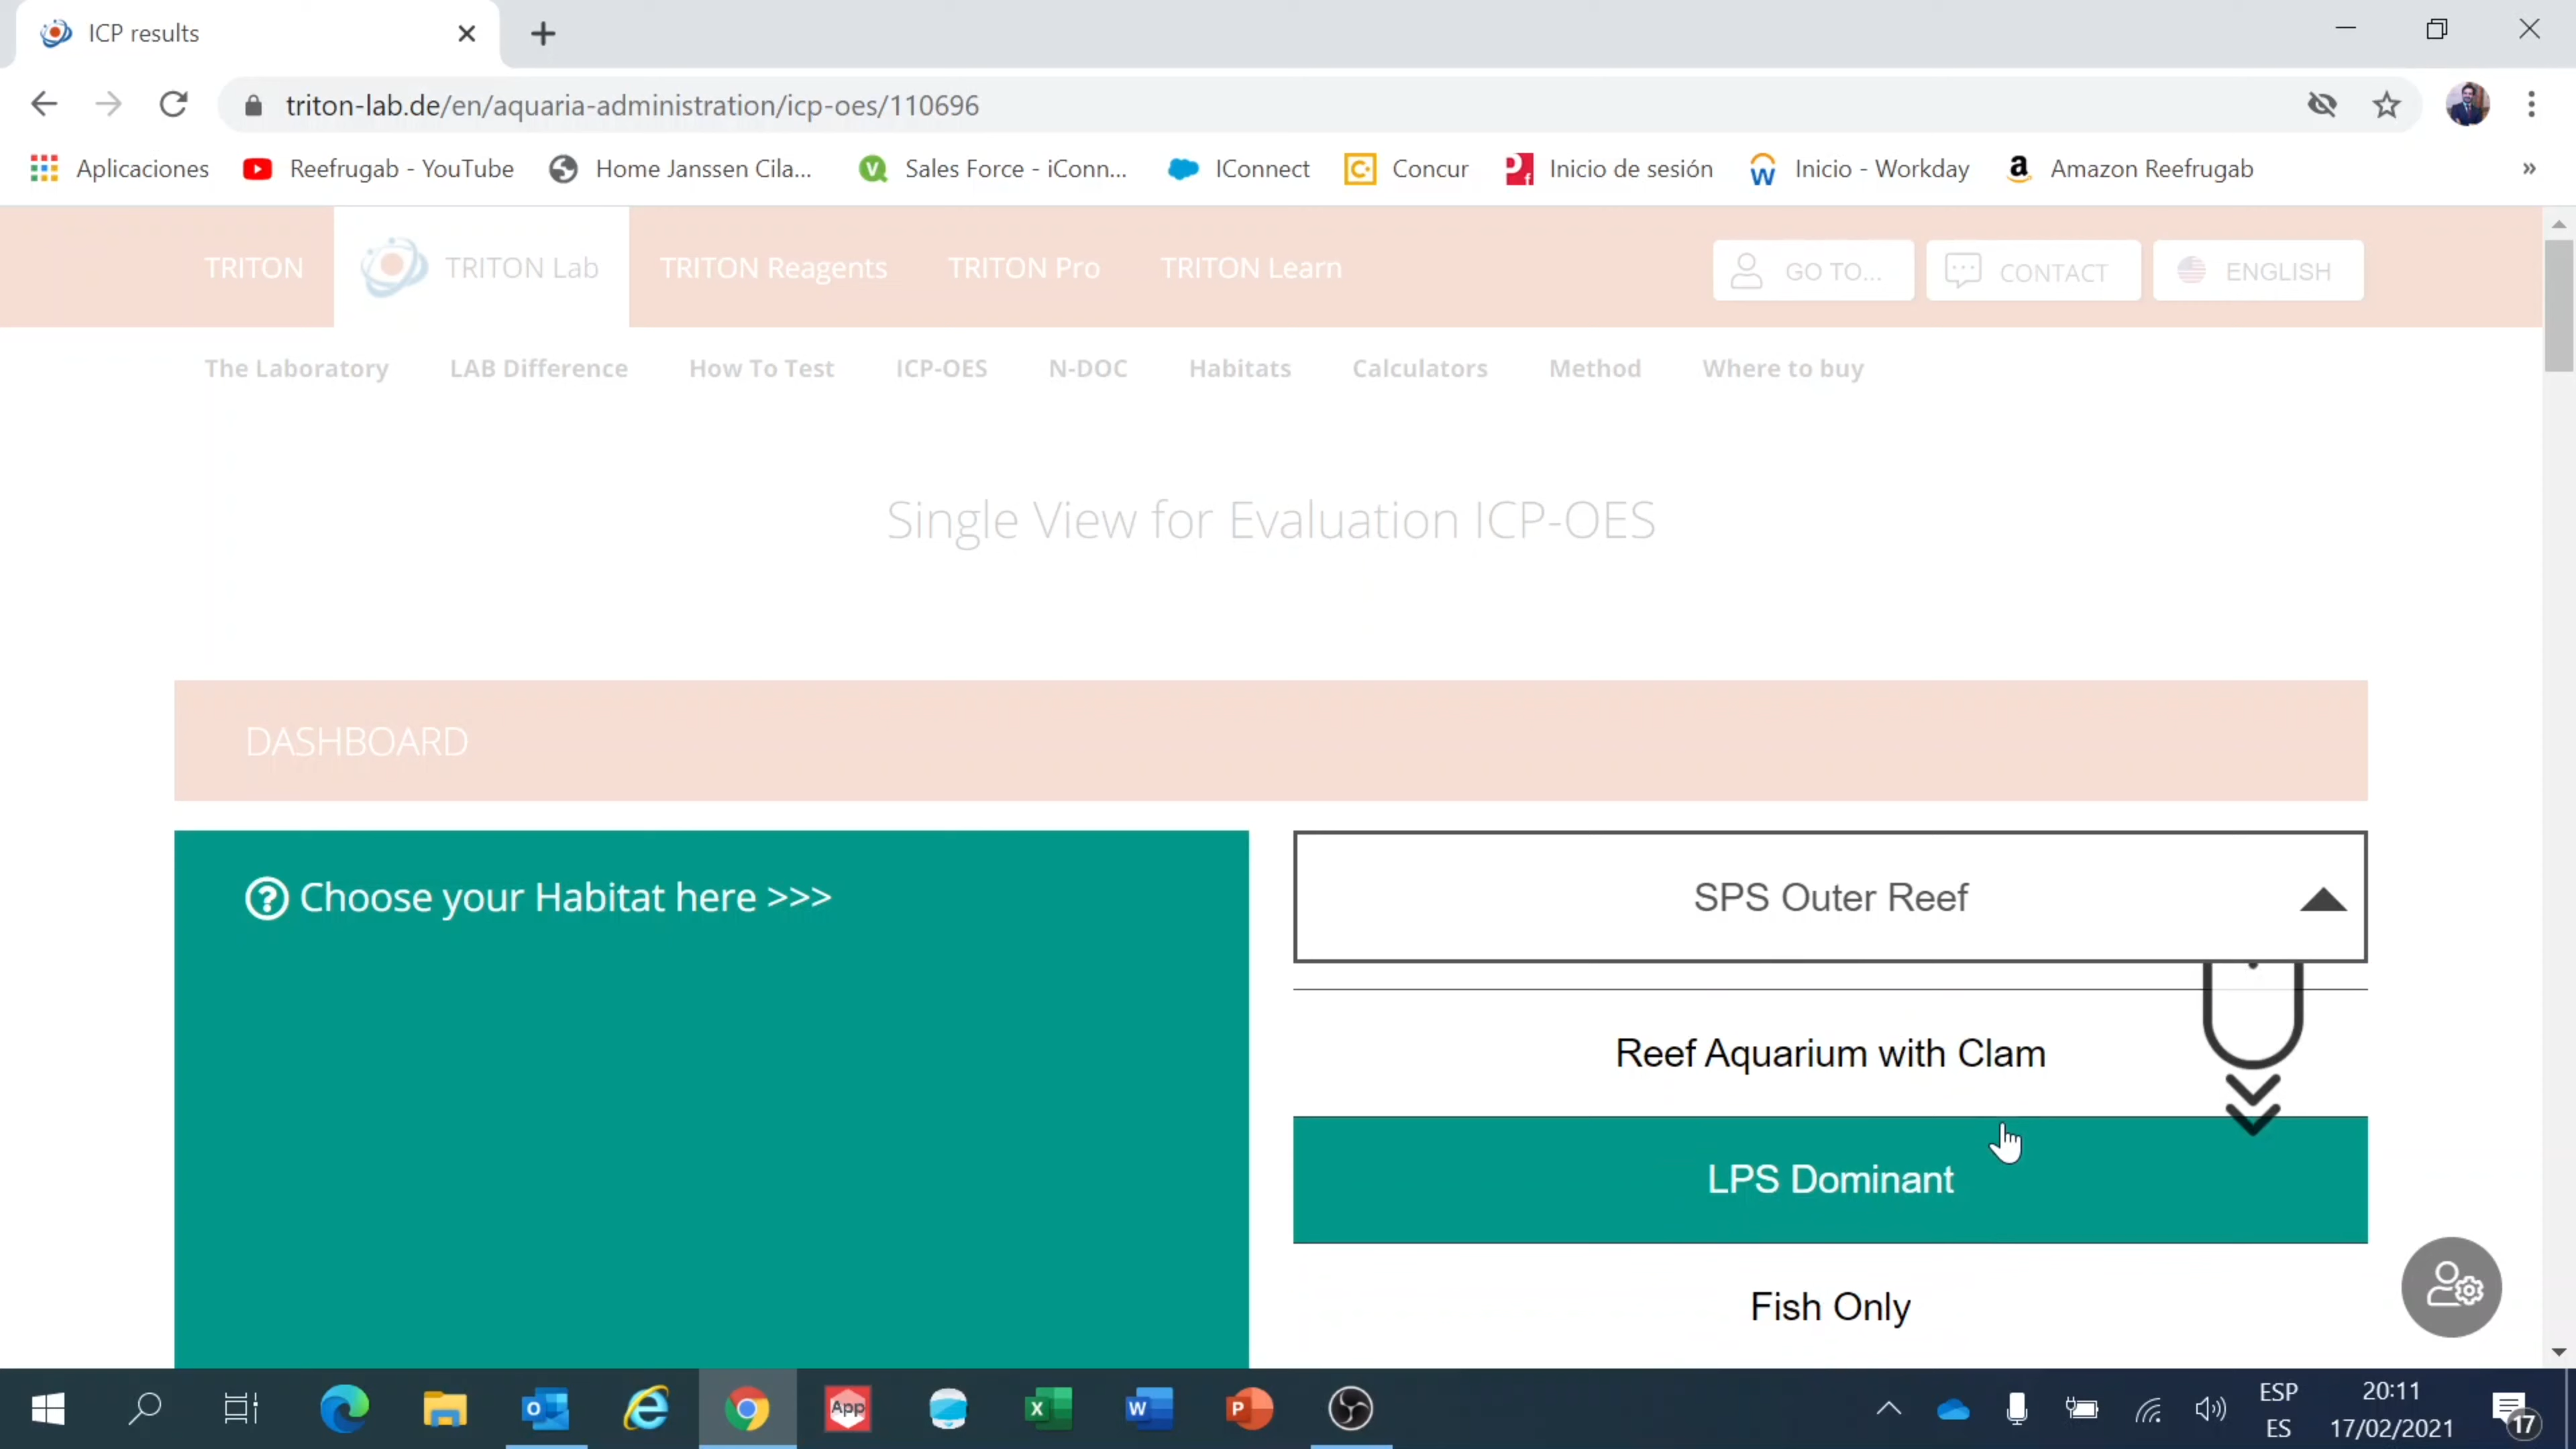 ICP results
triton-lab.de/en/aquaria-administration/icp-oes/110696
Aplicaciones Reefrugab - YouTube Home Janssen Cila... Sales Force - iConn... IConnect Concur Inicio de sesión Inicio - Workday Amazon Reefrugab »
TRITON TRITON Lab TRITON Reagents TRITON Pro TRITON Learn GO TO... CONTACT ENGLISH
The Laboratory LAB Difference How To Test ICP-OES N-DOC Habitats Calculators Method Where to buy
Single View for Evaluation ICP-OES
DASHBOARD
Choose your Habitat here >>>
SPS Outer Reef
Reef Aquarium with Clam
LPS Dominant
Fish Only
App
ESP
ES
20:11
17/02/2021
17